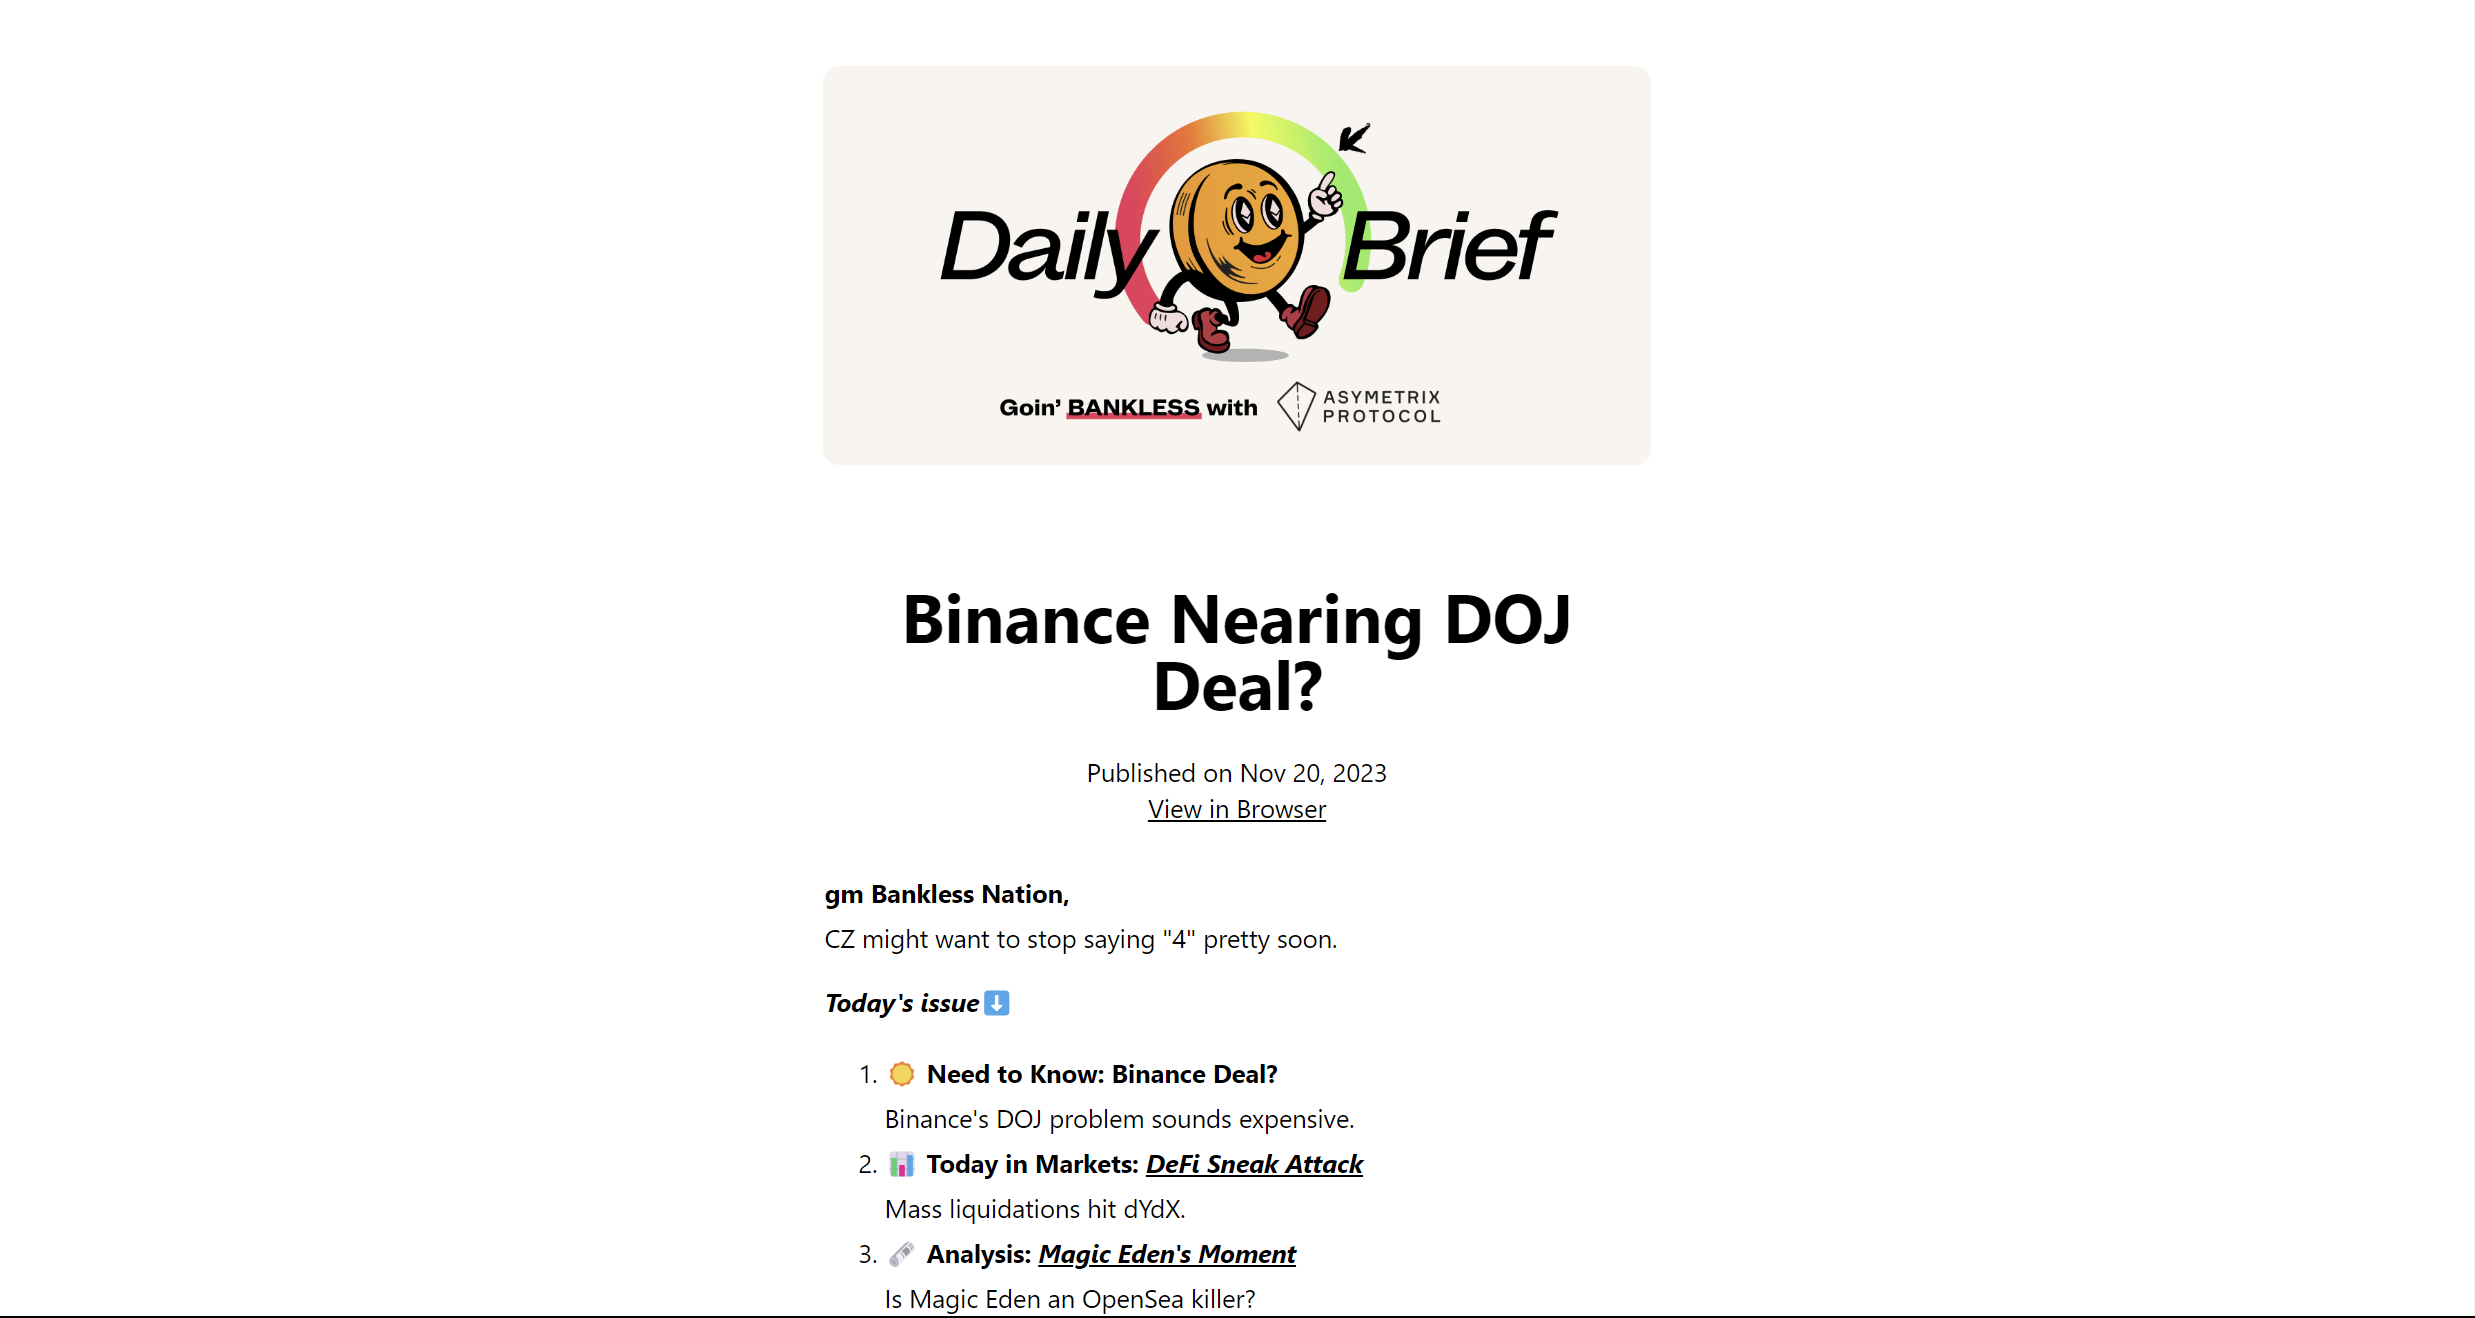 Daily Brief
Goin' BANKLESS with ASYMETRIX PROTOCOL
Binance Nearing DOJ
Deal?
Published on Nov 20, 2023
View in Browser
gm Bankless Nation,
CZ might want to stop saying "4" pretty soon.
Today's issue ⬇️
1. 🟡 Need to Know: Binance Deal?
Binance's DOJ problem sounds expensive.
2. 📊 Today in Markets: DeFi Sneak Attack
Mass liquidations hit dYdX.
3. 🗞️ Analysis: Magic Eden's Moment
Is Magic Eden an OpenSea killer?